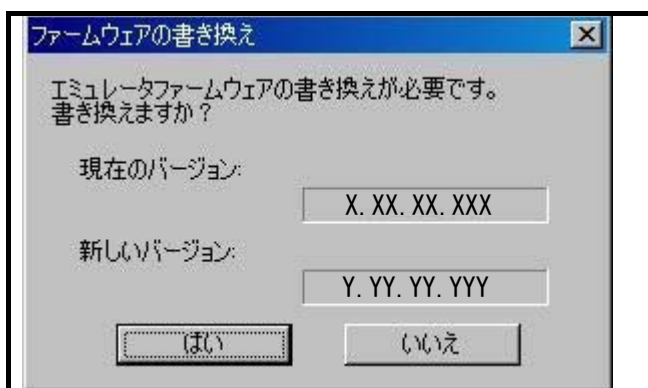 ファームウェアの書き換え
エミュレータファームウェアの書き換えが必要です。
書き換えますか？
現在のバージョン:
X.XX.XX.XXX
新しいバージョン:
Y.YY.YY.YYY
はい
いいえ